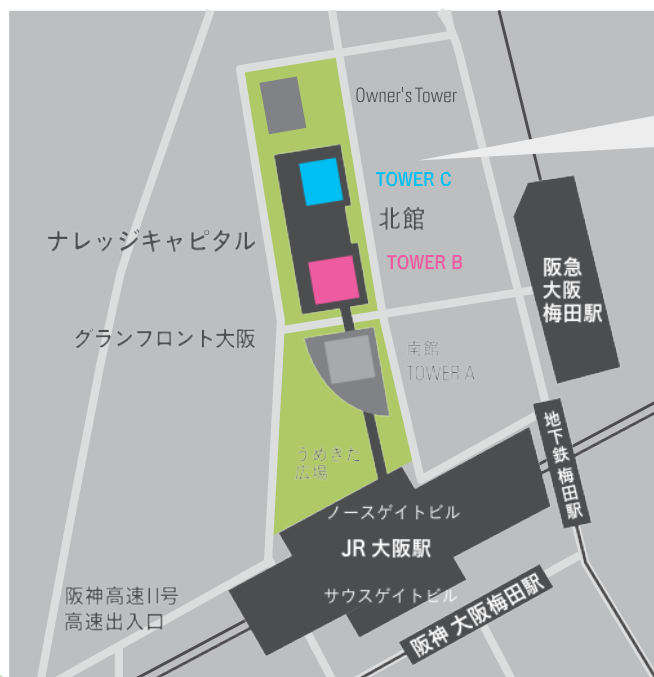 Owner's Tower
TOWER C
北館
ナレッジキャピタル
TOWER B
阪急
大阪
梅田駅
グランフロント大阪
南館
TOWER A
地下鉄 梅田駅
うめきた
広場
ノースゲイトビル
JR 大阪駅
サウスゲイトビル
阪神 大阪梅田駅
阪神高速11号
高速出入口